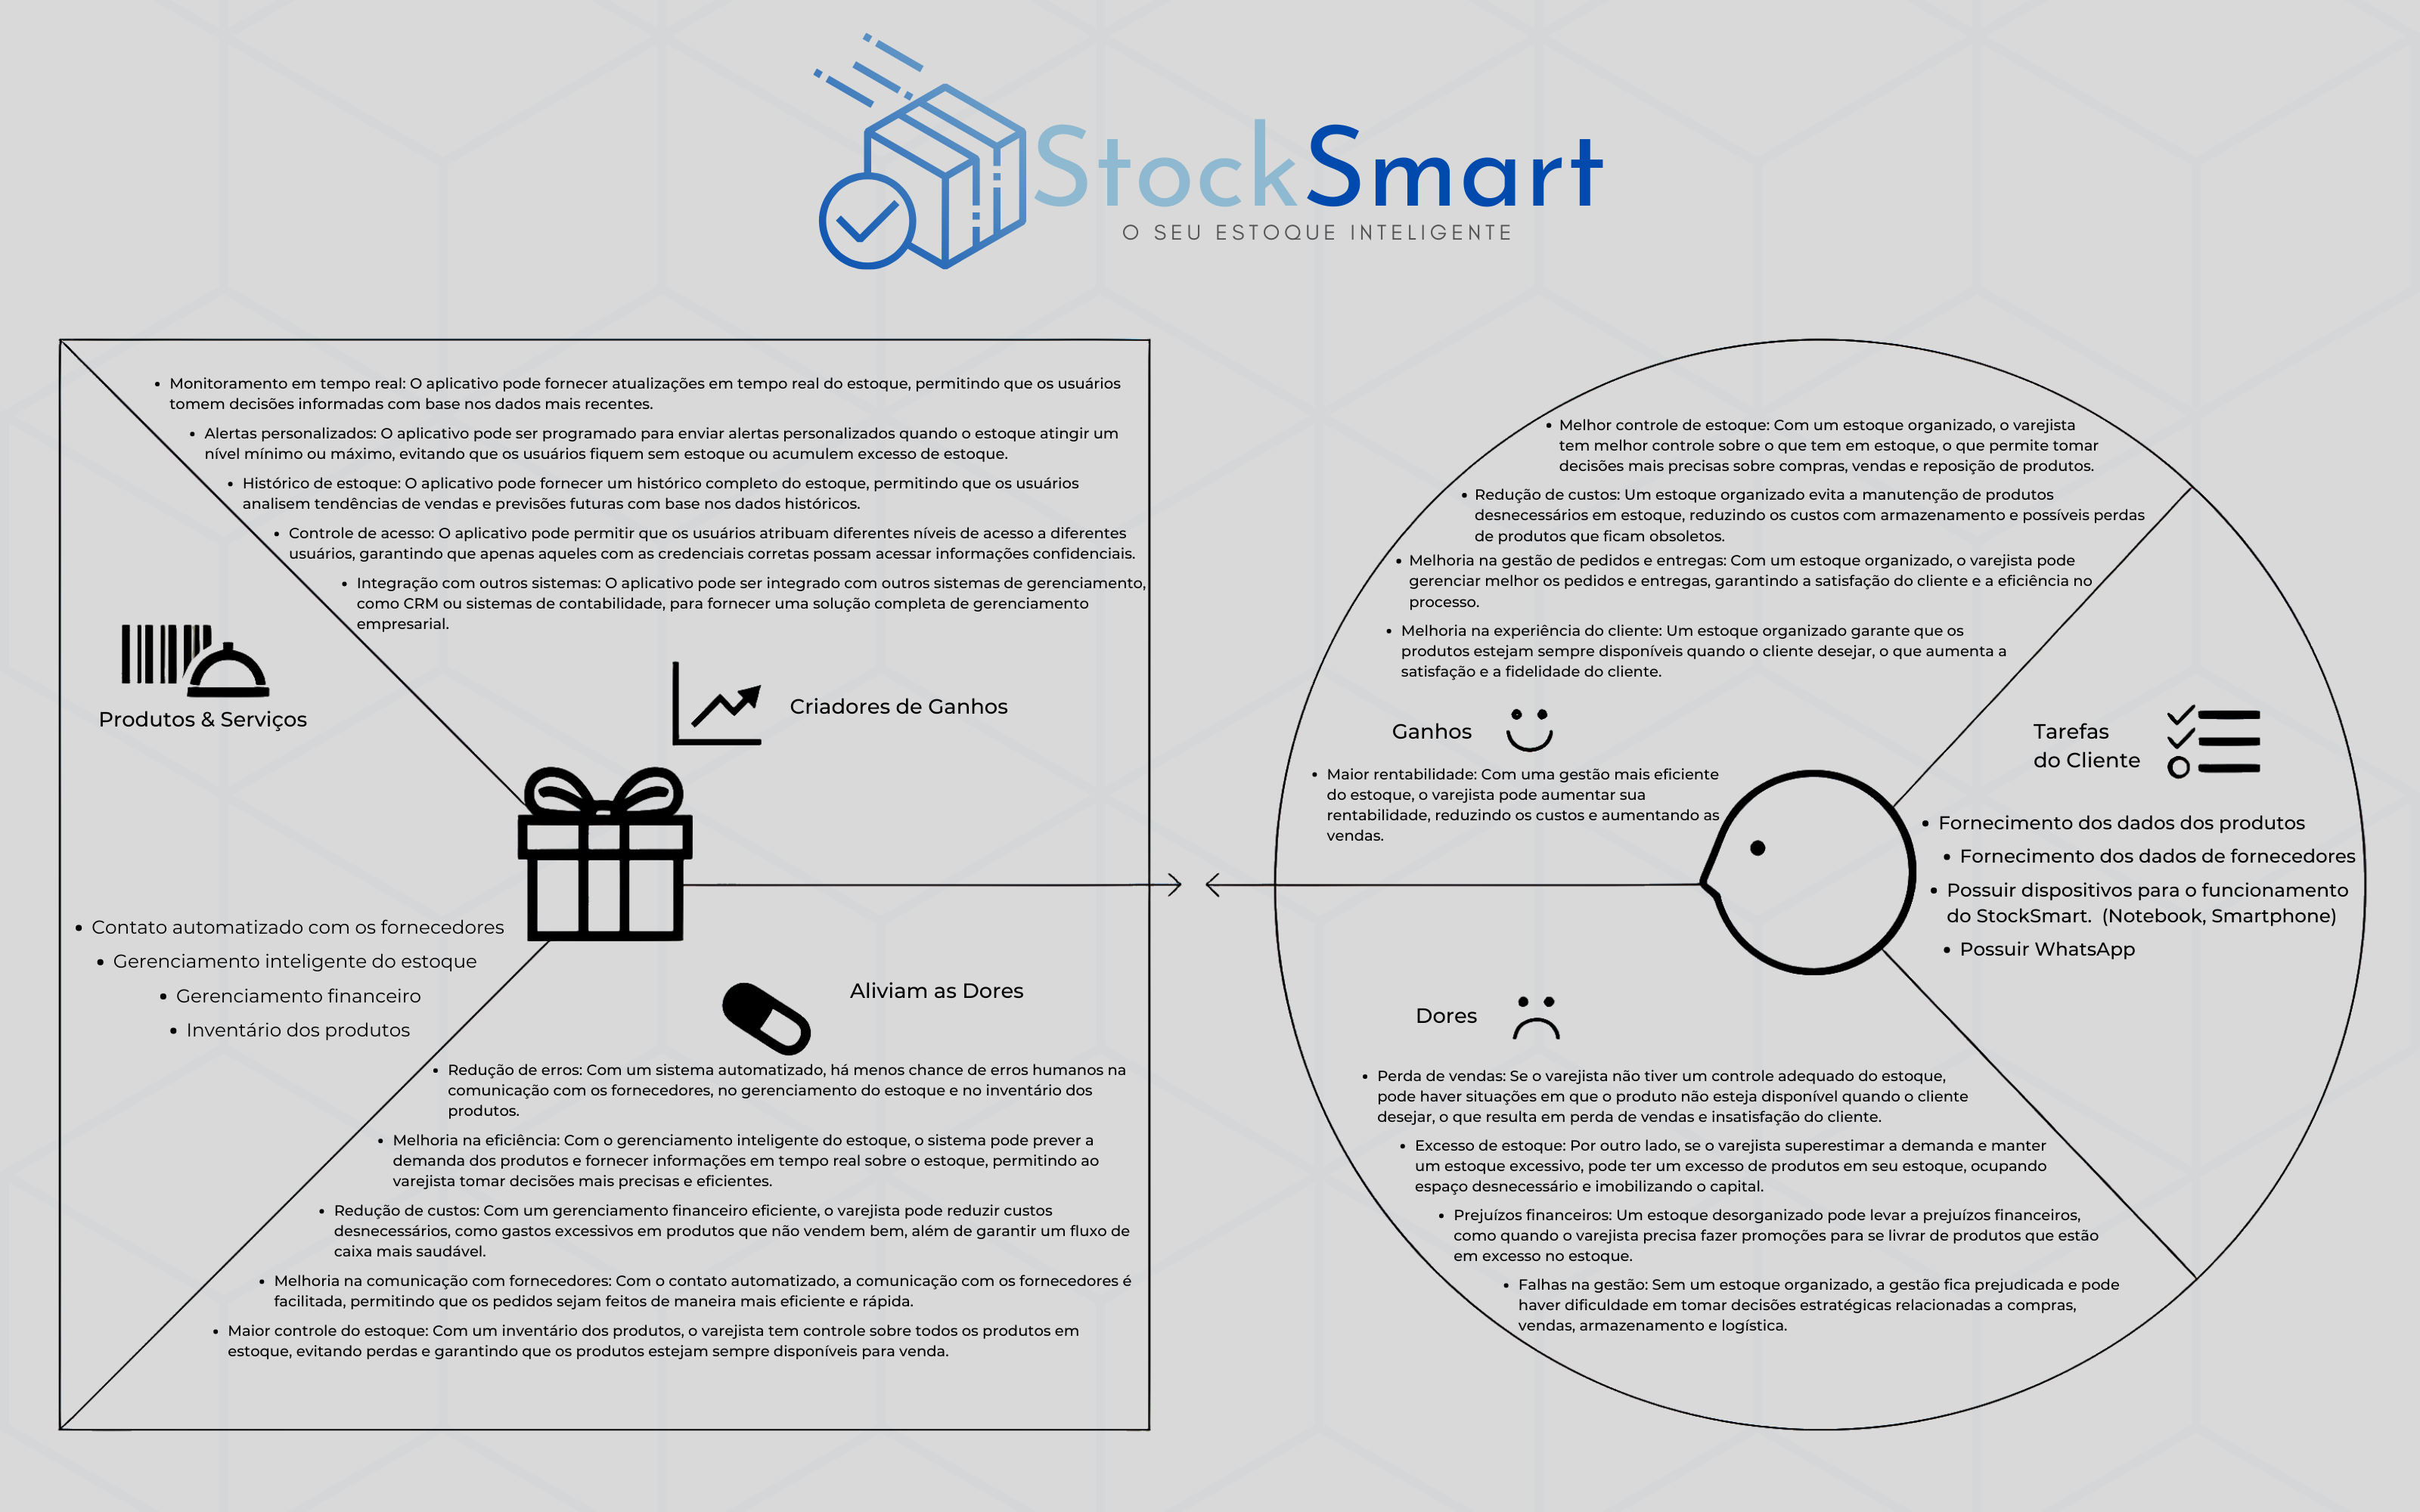 StockSmart
O SEU ESTOQUE INTELIGENTE
• Monitoramento em tempo real: O aplicativo pode fornecer atualizações em tempo real do estoque, permitindo que os usuários
tomem decisões informadas com base nos dados mais recentes.
• Alertas personalizados: O aplicativo pode ser programado para enviar alertas personalizados quando o estoque atingir um
nível mínimo ou máximo, evitando que os usuários fiquem sem estoque ou acumulem excesso de estoque.
• Histórico de estoque: O aplicativo pode fornecer um histórico completo do estoque, permitindo que os usuários
analisem tendências de vendas e previsões futuras com base nos dados históricos.
• Controle de acesso: O aplicativo pode permitir que os usuários atribuam diferentes níveis de acesso a diferentes
usuários, garantindo que apenas aqueles com as credenciais corretas possam acessar informações confidenciais.
• Integração com outros sistemas: O aplicativo pode ser integrado com outros sistemas de gerenciamento,
como CRM ou sistemas de contabilidade, para fornecer uma solução completa de gerenciamento
empresarial.
Criadores de Ganhos
Produtos & Serviços
• Contato automatizado com os fornecedores
• Gerenciamento inteligente do estoque
• Gerenciamento financeiro
• Inventário dos produtos
Aliviam as Dores
• Redução de erros: Com um sistema automatizado, há menos chance de erros humanos na
comunicação com os fornecedores, no gerenciamento do estoque e no inventário dos
produtos.
• Melhoria na eficiência: Com o gerenciamento inteligente do estoque, o sistema pode prever a
demanda dos produtos e fornecer informações em tempo real sobre o estoque, permitindo ao
varejista tomar decisões mais precisas e eficientes.
• Redução de custos: Com um gerenciamento financeiro eficiente, o varejista pode reduzir custos
desnecessários, como gastos excessivos em produtos que não vendem bem, além de garantir um fluxo de
caixa mais saudável.
• Melhoria na comunicação com fornecedores: Com o contato automatizado, a comunicação com os fornecedores é
facilitada, permitindo que os pedidos sejam feitos de maneira mais eficiente e rápida.
• Maior controle do estoque: Com um inventário dos produtos, o varejista tem controle sobre todos os produtos em
estoque, evitando perdas e garantindo que os produtos estejam sempre disponíveis para venda.
• Melhor controle de estoque: Com um estoque organizado, o varejista
tem melhor controle sobre o que tem em estoque, o que permite tomar
decisões mais precisas sobre compras, vendas e reposição de produtos.
• Redução de custos: Um estoque organizado evita a manutenção de produtos
desnecessários em estoque, reduzindo os custos com armazenamento e possíveis perdas
de produtos que ficam obsoletos.
• Melhoria na gestão de pedidos e entregas: Com um estoque organizado, o varejista pode
gerenciar melhor os pedidos e entregas, garantindo a satisfação do cliente e a eficiência no
processo.
• Melhoria na experiência do cliente: Um estoque organizado garante que os
produtos estejam sempre disponíveis quando o cliente desejar, o que aumenta a
satisfação e a fidelidade do cliente.
Ganhos
• Maior rentabilidade: Com uma gestão mais eficiente
do estoque, o varejista pode aumentar sua
rentabilidade, reduzindo os custos e aumentando as
vendas.
Tarefas
do Cliente
• Fornecimento dos dados dos produtos
• Fornecimento dos dados de fornecedores
• Possuir dispositivos para o funcionamento
do StockSmart. (Notebook, Smartphone)
• Possuir WhatsApp
Dores
• Perda de vendas: Se o varejista não tiver um controle adequado do estoque,
pode haver situações em que o produto não esteja disponível quando o cliente
desejar, o que resulta em perda de vendas e insatisfação do cliente.
• Excesso de estoque: Por outro lado, se o varejista superestimar a demanda e manter
um estoque excessivo, pode ter um excesso de produtos em seu estoque, ocupando
espaço desnecessário e imobilizando o capital.
• Prejuízos financeiros: Um estoque desorganizado pode levar a prejuízos financeiros,
como quando o varejista precisa fazer promoções para se livrar de produtos que estão
em excesso no estoque.
• Falhas na gestão: Sem um estoque organizado, a gestão fica prejudicada e pode
haver dificuldade em tomar decisões estratégicas relacionadas a compras,
vendas, armazenamento e logística.